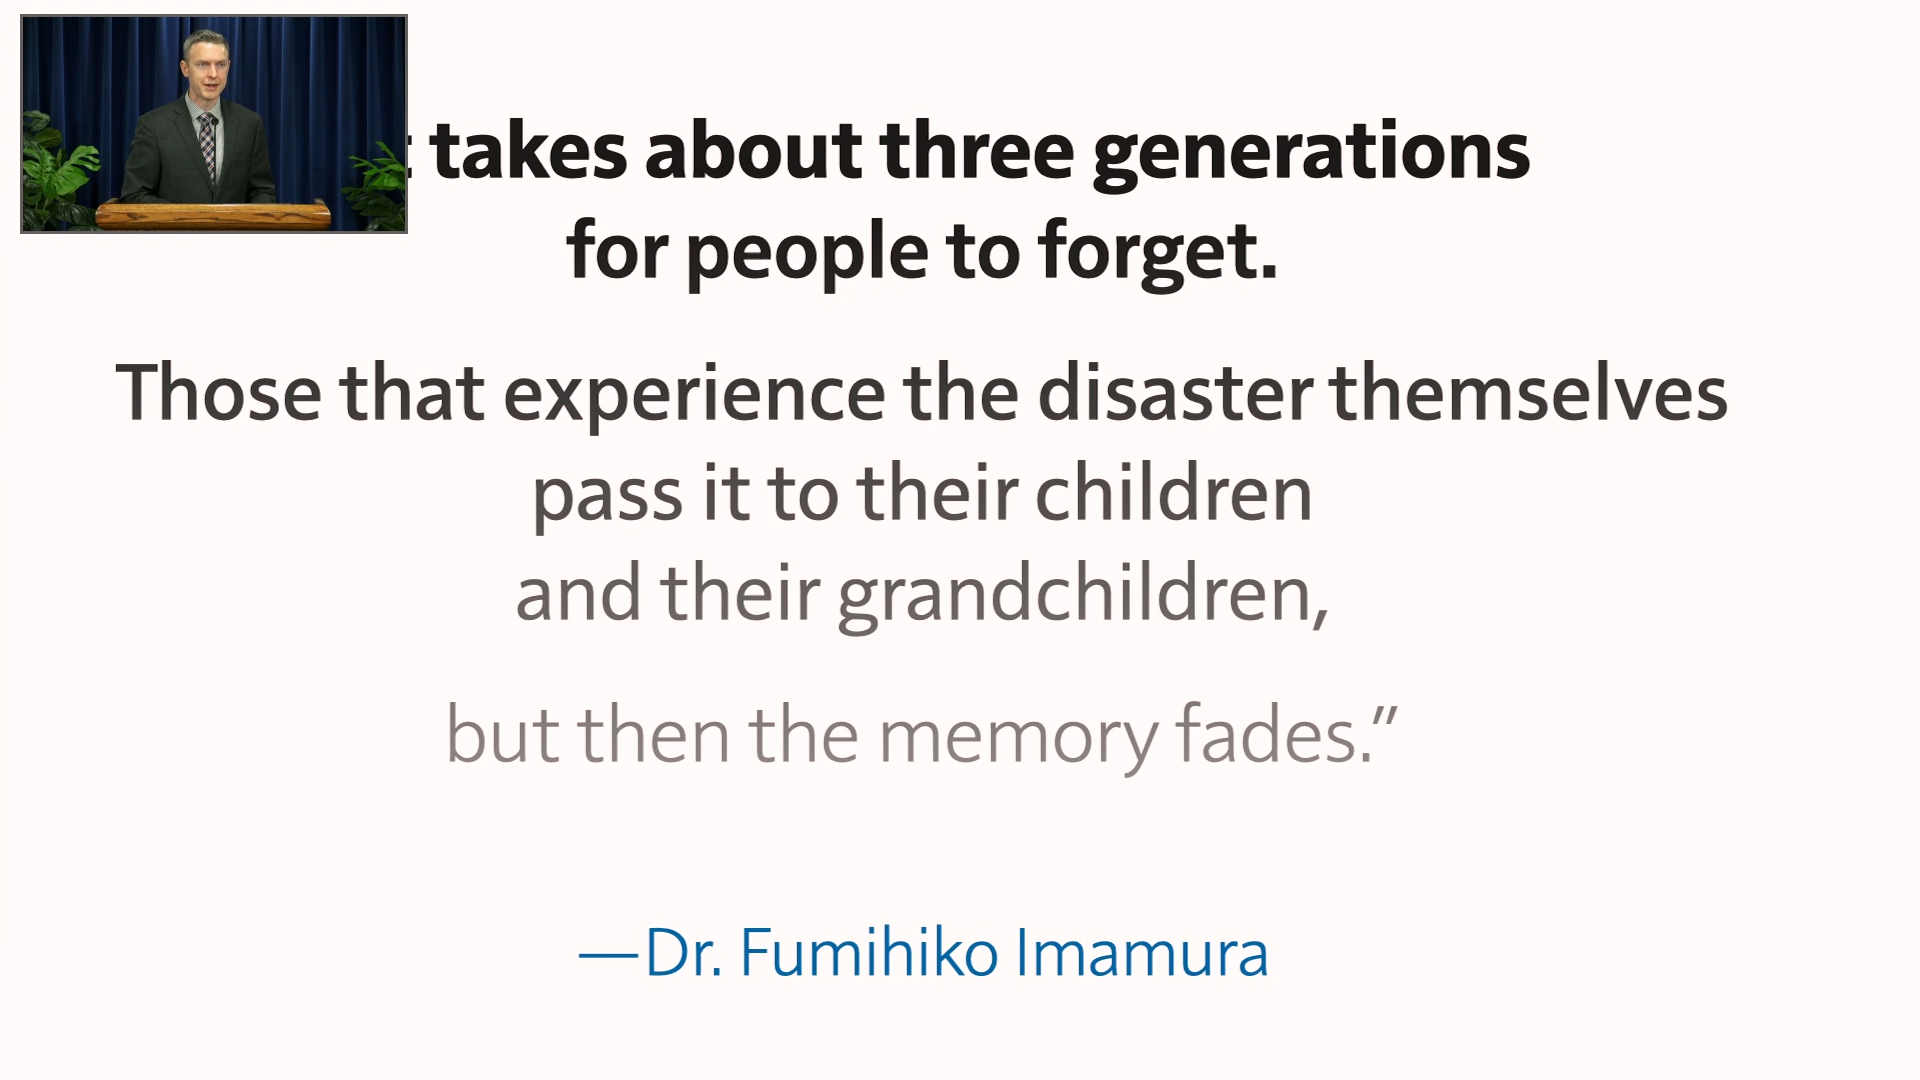 takes about three generations
for people to forget.
Those that experience the disaster themselves
pass it to their children
and their grandchildren,
but then the memory fades.”
—Dr. Fumihiko Imamura